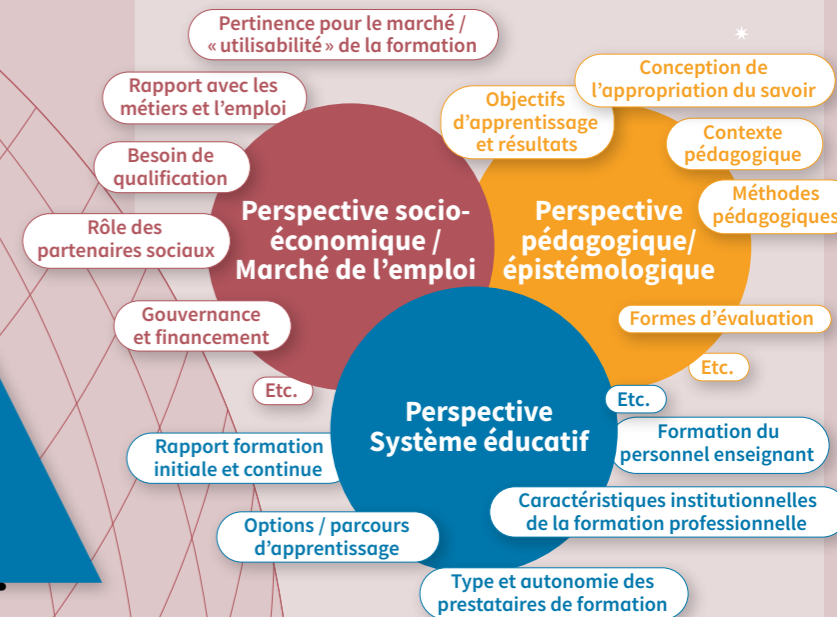 Pertinence pour le marché /
« utilisabilité » de la formation
Rapport avec les
métiers et l’emploi
Besoin de
qualification
Rôle des
partenaires sociaux
Gouvernance
et financement
Etc.
Perspective socio-
économique /
Marché de l’emploi
Conception de
l’appropriation du savoir
Objectifs
d’apprentissage
et résultats
Contexte
pédagogique
Méthodes
pédagogiques
Perspective
pédagogique/
épistémologique
Formes d’évaluation
Etc.
Perspective
Système éducatif
Etc.
Formation du
personnel enseignant
Rapport formation
initiale et continue
Caractéristiques institutionnelles
de la formation professionnelle
Options / parcours
d’apprentissage
Type et autonomie des
prestataires de formation